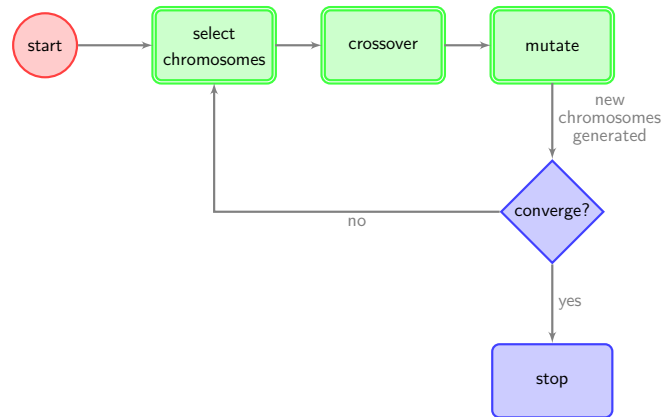 start
select
chromosomes
crossover
mutate
new
chromosomes
generated
converge?
no
yes
stop